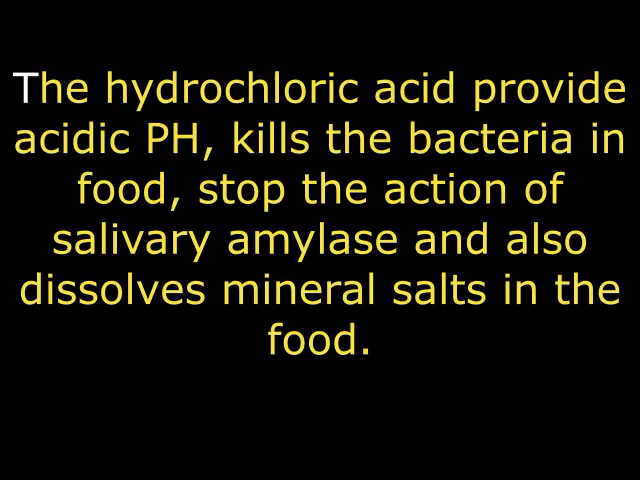 The hydrochloric acid provide
acidic PH, kills the bacteria in
food, stop the action of
salivary amylase and also
dissolves mineral salts in the
food.